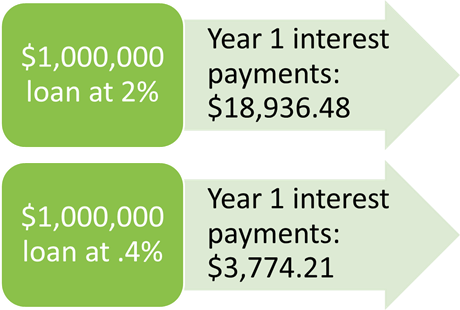 $1,000,000
loan at 2%
Year 1 interest
payments:
$18,936.48
$1,000,000
loan at .4%
Year 1 interest
payments:
$3,774.21